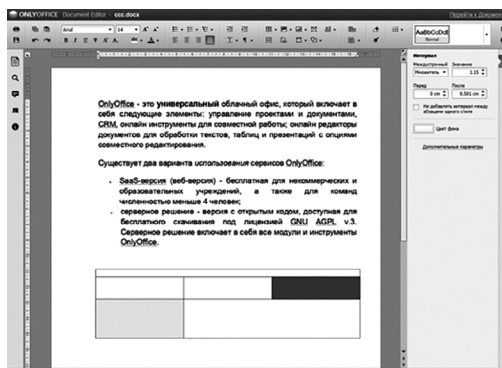 ONLYOFFICE Document Editor - ccc.docx
Перейти к Докумен
Arial
14
AaBbCcDd
Normal
Интервал
Междустрочный Значение
Множитель 1.15
Перед После
0 cm 0.501 cm
Не добавлять интервал между
абзацами одного стиля
Цвет фона
Дополнительные параметры
OnlyOffice - это универсальный облачный офис, который включает в
себя следующие элементы: управление проектами и документами,
CRM, онлайн инструменты для совместной работы; онлайн редакторы
документов для обработки текстов, таблиц и презентаций с опциями
совместного редактирования.
Существует два варианта использования сервисов OnlyOffice:
SaaS-версия (веб-версия) - бесплатная для некоммерческих и
образовательных учреждений, а также для команд
численностью меньше 4 человек;
серверное решение - версия с открытым кодом, доступная для
бесплатного скачивания под лицензией GNU AGPL v.3.
Серверное решение включает в себя все модули и инструменты
OnlyOffice.